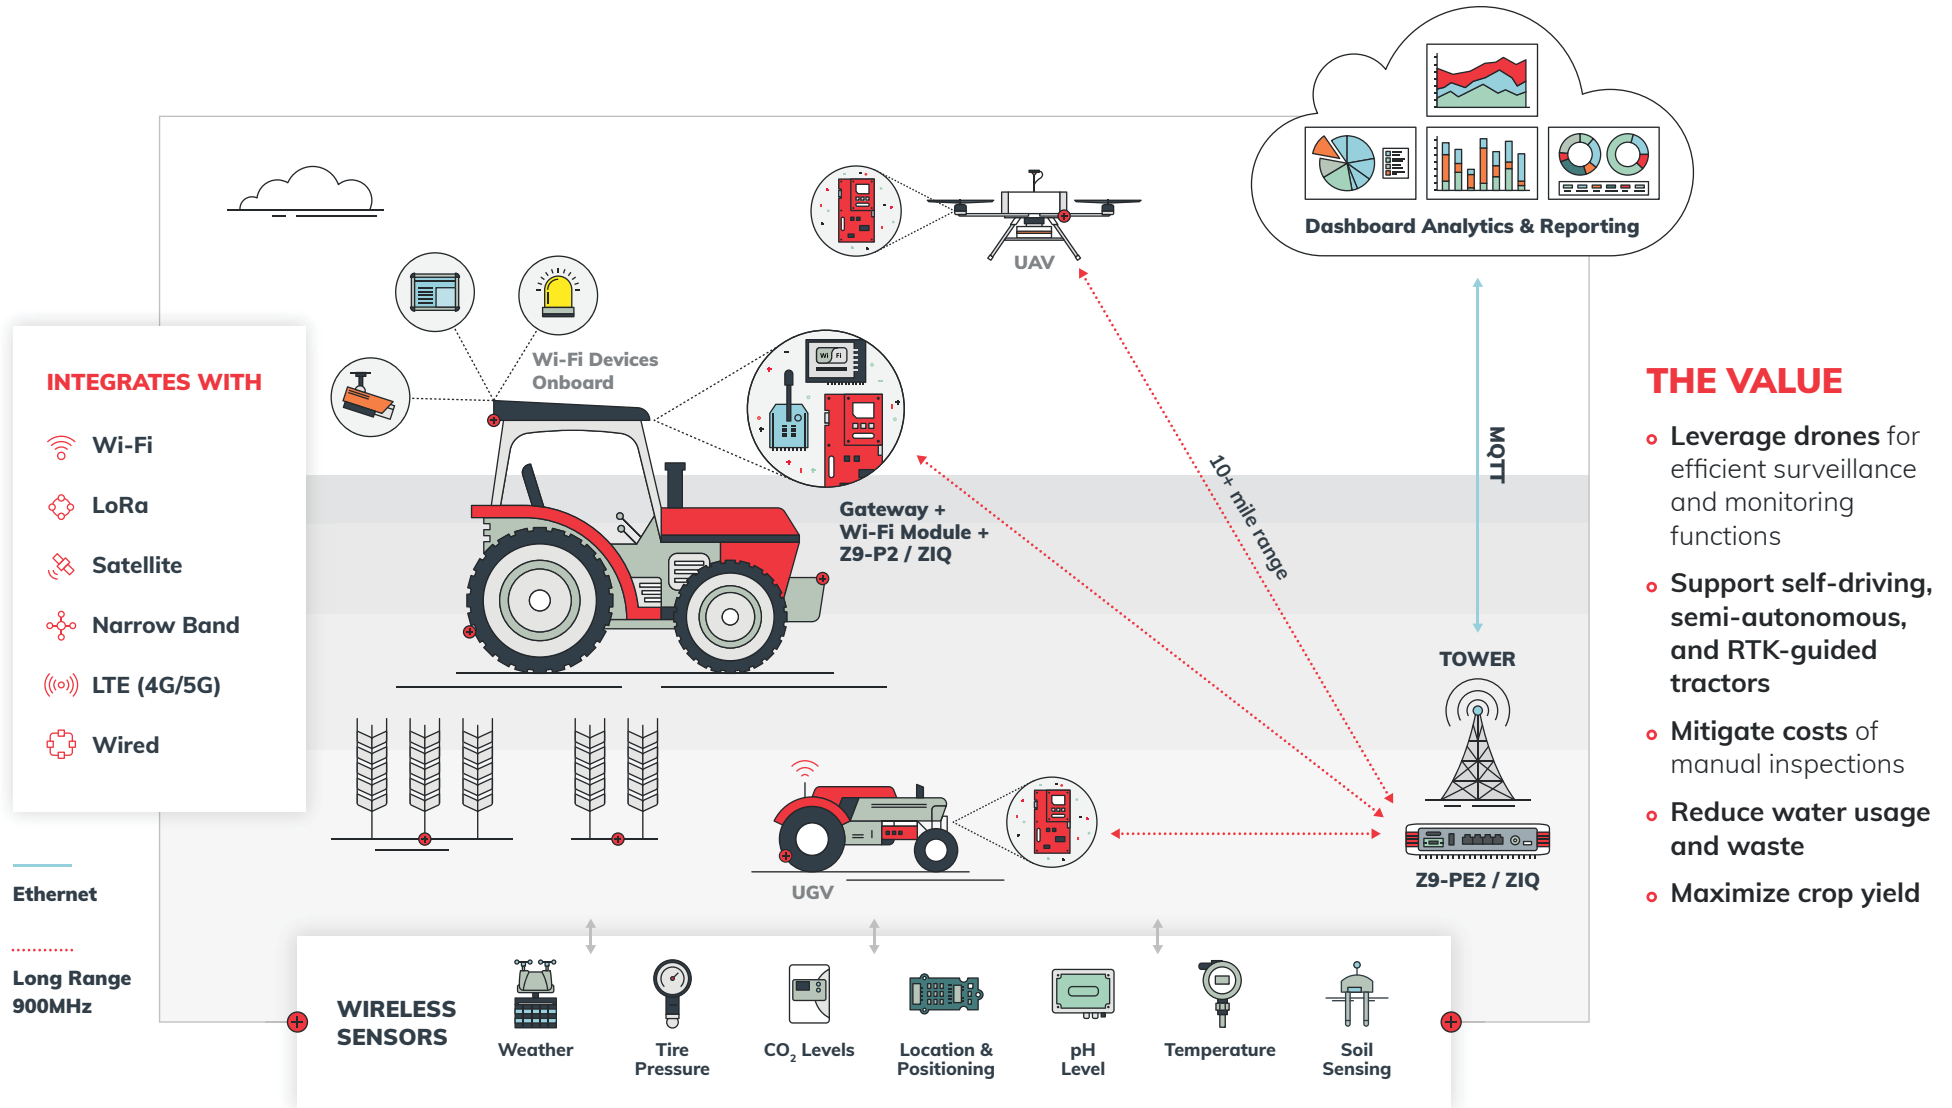 Dashboard Analytics & Reporting
UAV
Wi-Fi Devices
Onboard
Wi Fi
INTEGRATES WITH
Wi-Fi
LoRa
Satellite
Narrow Band
LTE (4G/5G)
Wired
Gateway +
Wi-Fi Module +
Z9-P2 / ZIQ
10+ mile range
MQTT
TOWER
Z9-PE2 / ZIQ
UGV
THE VALUE
Leverage drones for
efficient surveillance
and monitoring
functions
Support self-driving,
semi-autonomous,
and RTK-guided
tractors
Mitigate costs of
manual inspections
Reduce water usage
and waste
Maximize crop yield
Ethernet
Long Range
900MHz
WIRELESS
SENSORS
Weather
Tire
Pressure
CO2 Levels
Location &
Positioning
pH
Level
Temperature
Soil
Sensing